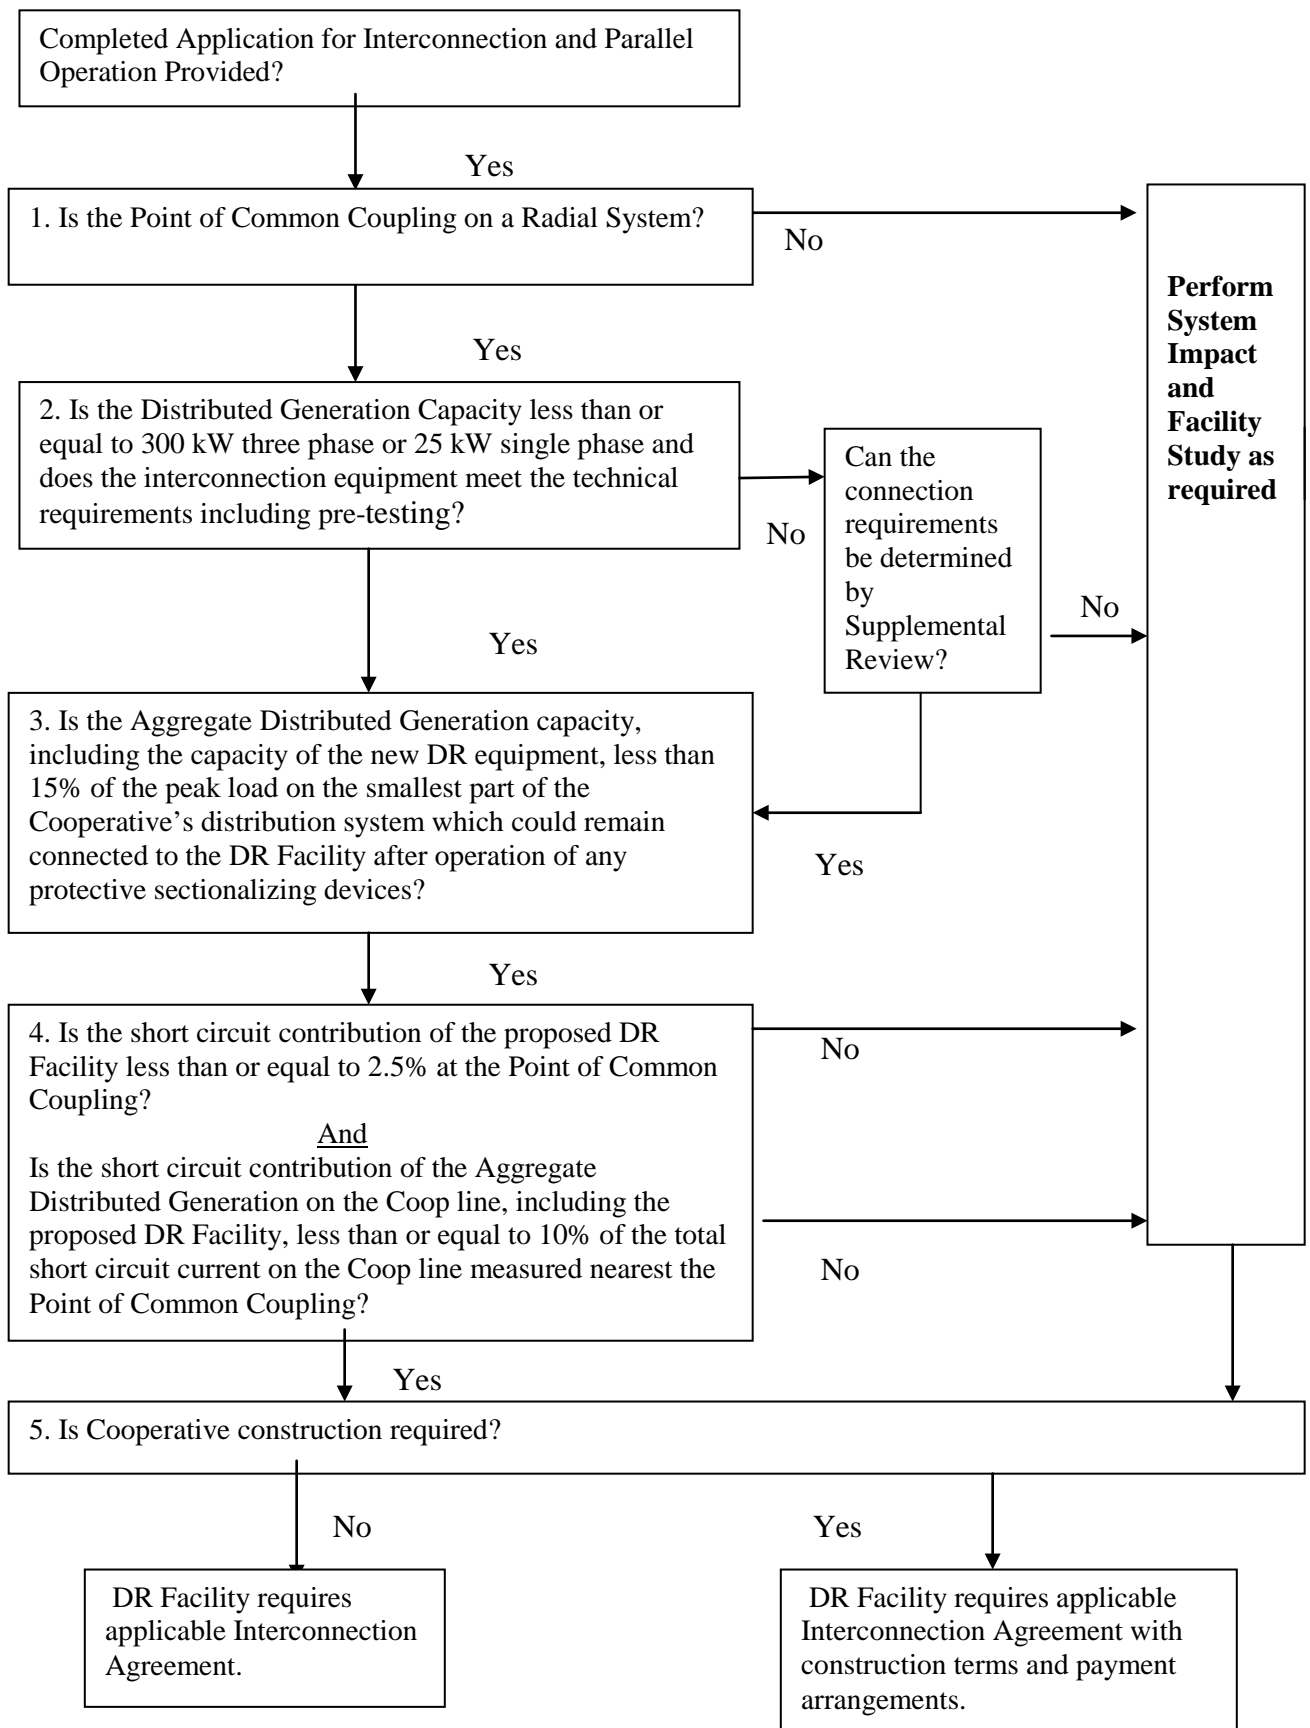 Completed Application for Interconnection and Parallel
Operation Provided?
Yes
1. Is the Point of Common Coupling on a Radial System?
No
Perform
System
Impact
and
Facility
Study as
required
Yes
2. Is the Distributed Generation Capacity less than or
equal to 300 kW three phase or 25 kW single phase and
does the interconnection equipment meet the technical
requirements including pre-testing?
No
Can the
connection
requirements
be determined
by
Supplemental
Review?
No
Yes
3. Is the Aggregate Distributed Generation capacity,
including the capacity of the new DR equipment, less than
15% of the peak load on the smallest part of the
Cooperative’s distribution system which could remain
connected to the DR Facility after operation of any
protective sectionalizing devices?
Yes
Yes
4. Is the short circuit contribution of the proposed DR
Facility less than or equal to 2.5% at the Point of Common
Coupling?
And
Is the short circuit contribution of the Aggregate
Distributed Generation on the Coop line, including the
proposed DR Facility, less than or equal to 10% of the total
short circuit current on the Coop line measured nearest the
Point of Common Coupling?
No
No
Yes
5. Is Cooperative construction required?
No
Yes
DR Facility requires
applicable Interconnection
Agreement.
DR Facility requires applicable
Interconnection Agreement with
construction terms and payment
arrangements.